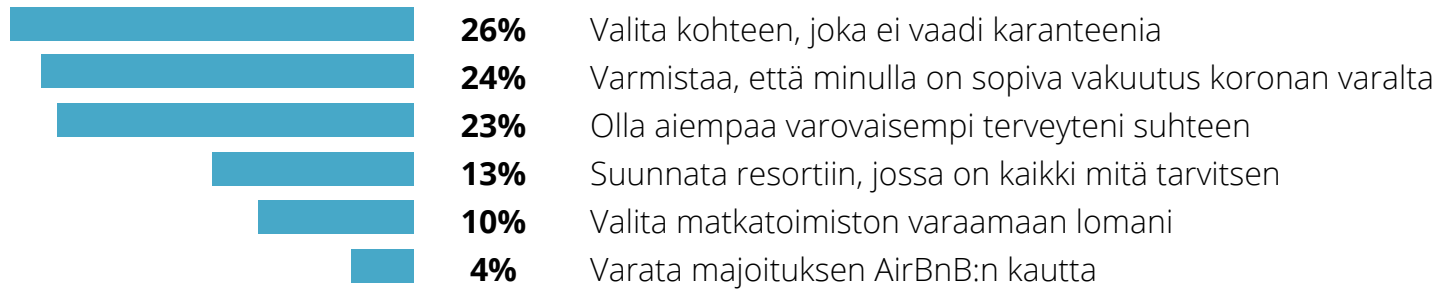 26% Valita kohteen, joka ei vaadi karanteenia
24% Varmistaa, että minulla on sopiva vakuutus koronan varalta
23% Olla aiempaa varovaisempi terveyteni suhteen
13% Suunnata resortiin, jossa on kaikki mitä tarvitsen
10% Valita matkatoimiston varaamaan lomani
4% Varata majoituksen AirBnB:n kautta